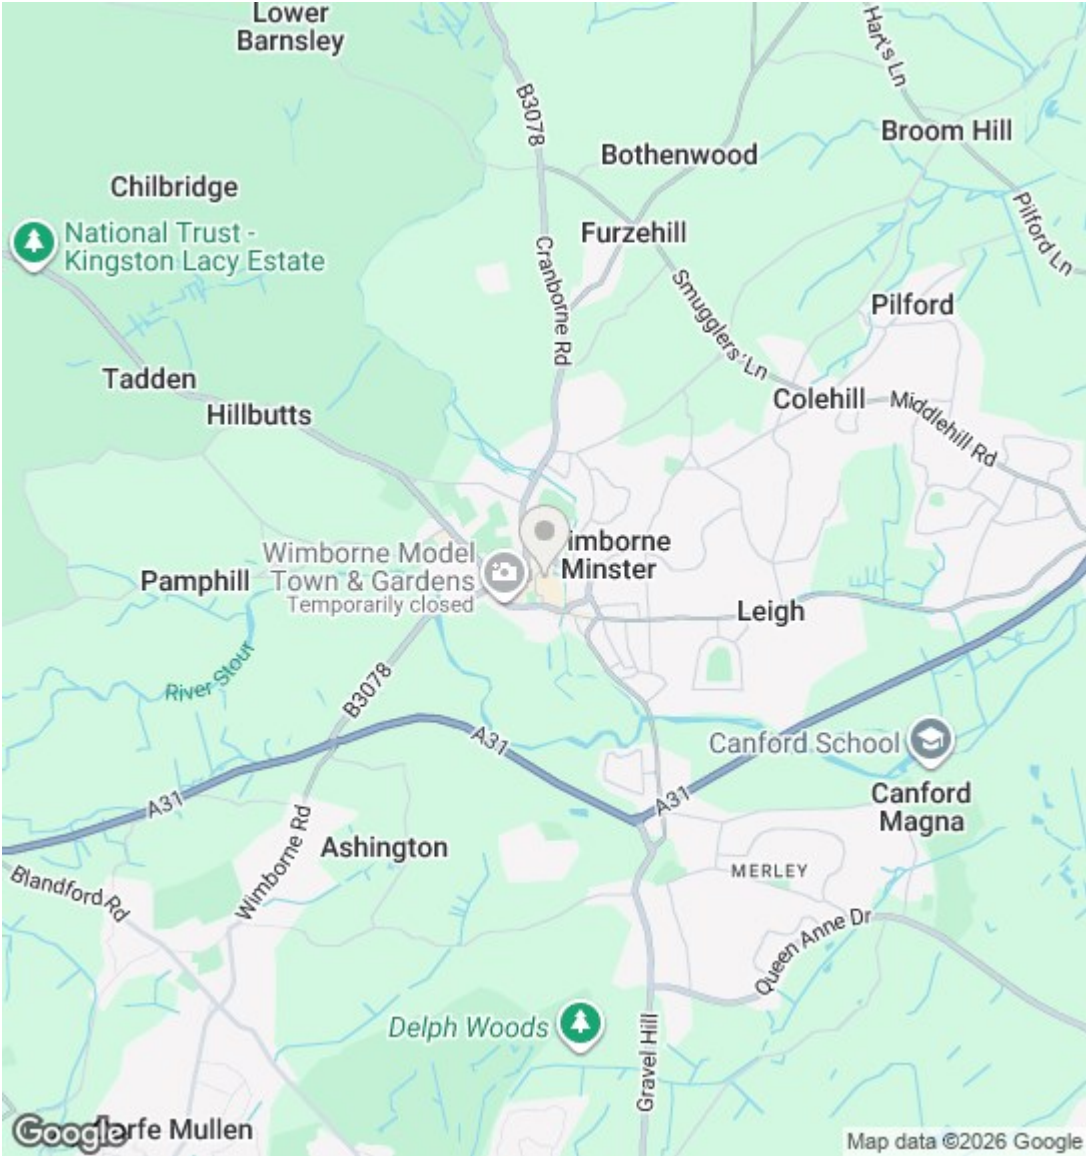 Lower
Barnsley
Hart's Ln
B3078
Broom Hill
Bothenwood
Chilbridge
Pilford Ln
National Trust -
Kingston Lacy Estate
Furzehill
Cranborne Rd
Smugglers' Ln
Pilford
Tadden
Hillbutts
Colehill
Middlehill Rd
imborne
Minster
Wimborne Model
Town & Gardens
Temporarily closed
Pamphill
Leigh
River Stour
B3078
A31
Canford School
A31
A31
Canford
Magna
Wimborne Rd
Ashington
MERLEY
Blandford Rd
Queen Anne Dr
Delph Woods
Gravel Hill
Google
orfe Mullen
Map data ©2026 Google